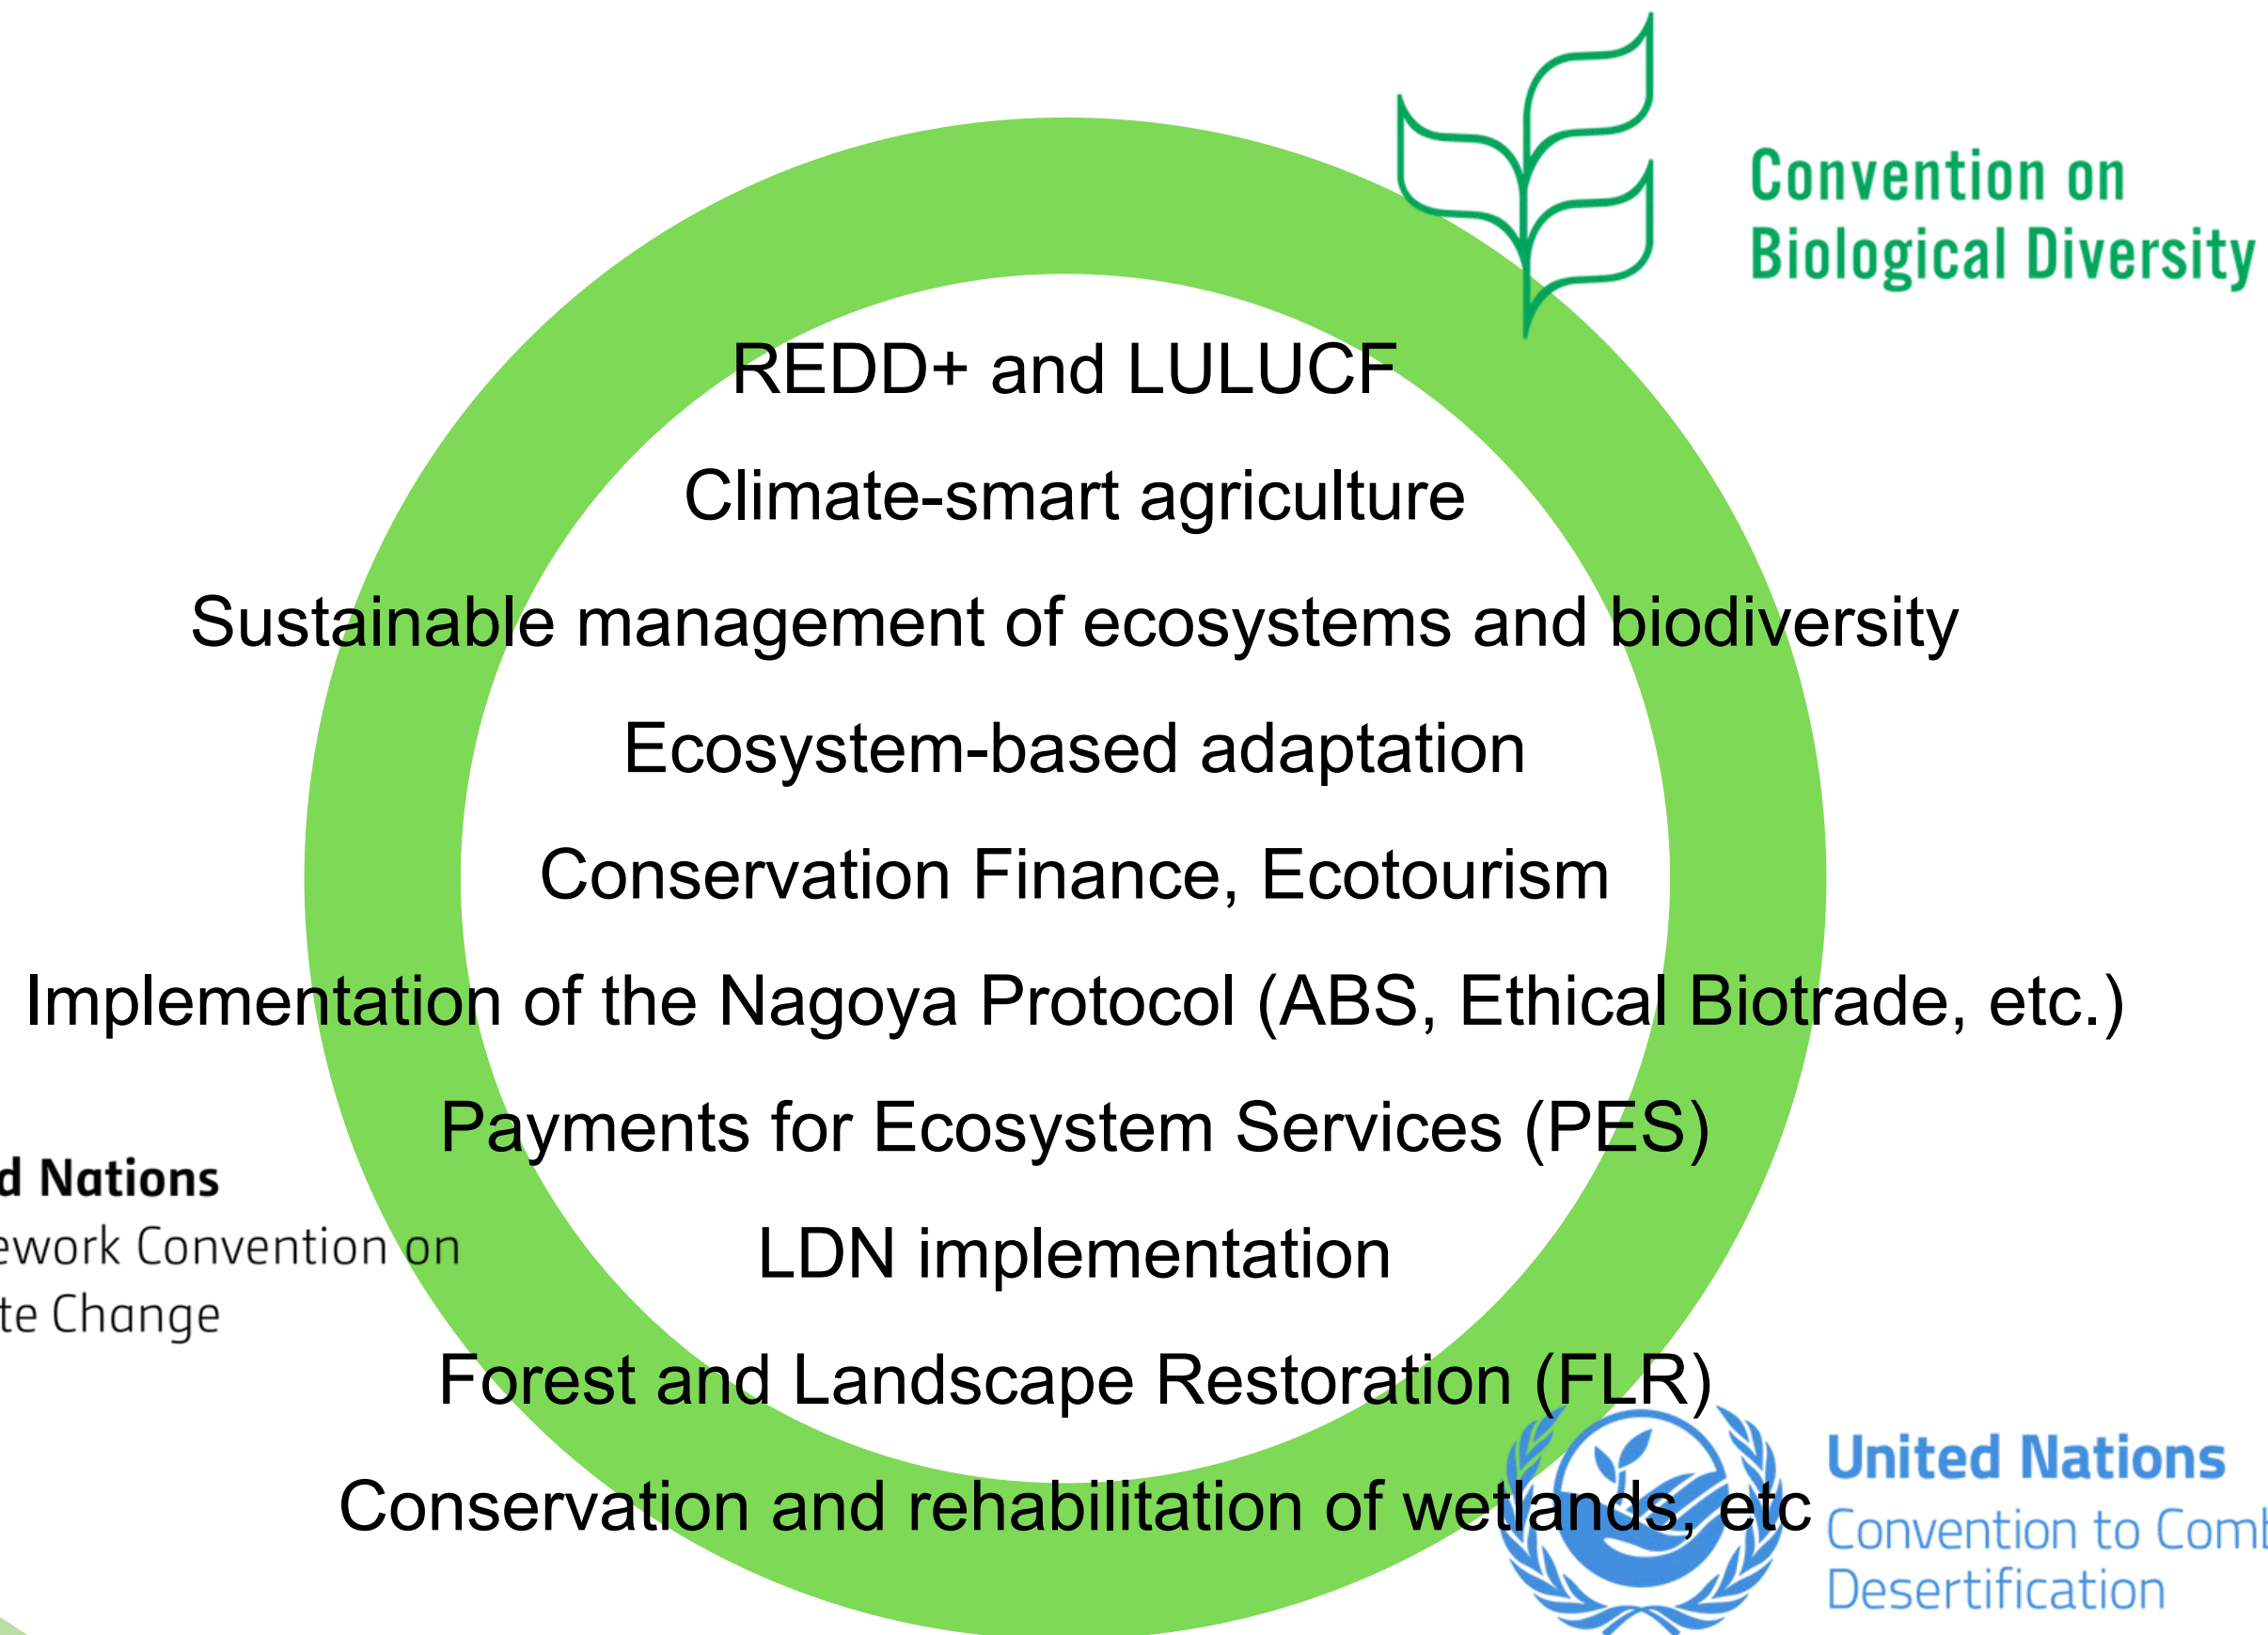 Convention on
Biological Diversity
REDD+ and LULUCF
Climate-smart agriculture
Sustainable management of ecosystems and biodiversity
Ecosystem-based adaptation
Conservation Finance, Ecotourism
Implementation of the Nagoya Protocol (ABS, Ethical Biotrade, etc.)
Payments for Ecosystem Services (PES)
Nations
Convention on
Change
LDN implementation
Forest and Landscape Restoration (FLR)
Conservation and rehabilitation of wetlands, etc
United Nations
Convention to
Desertification